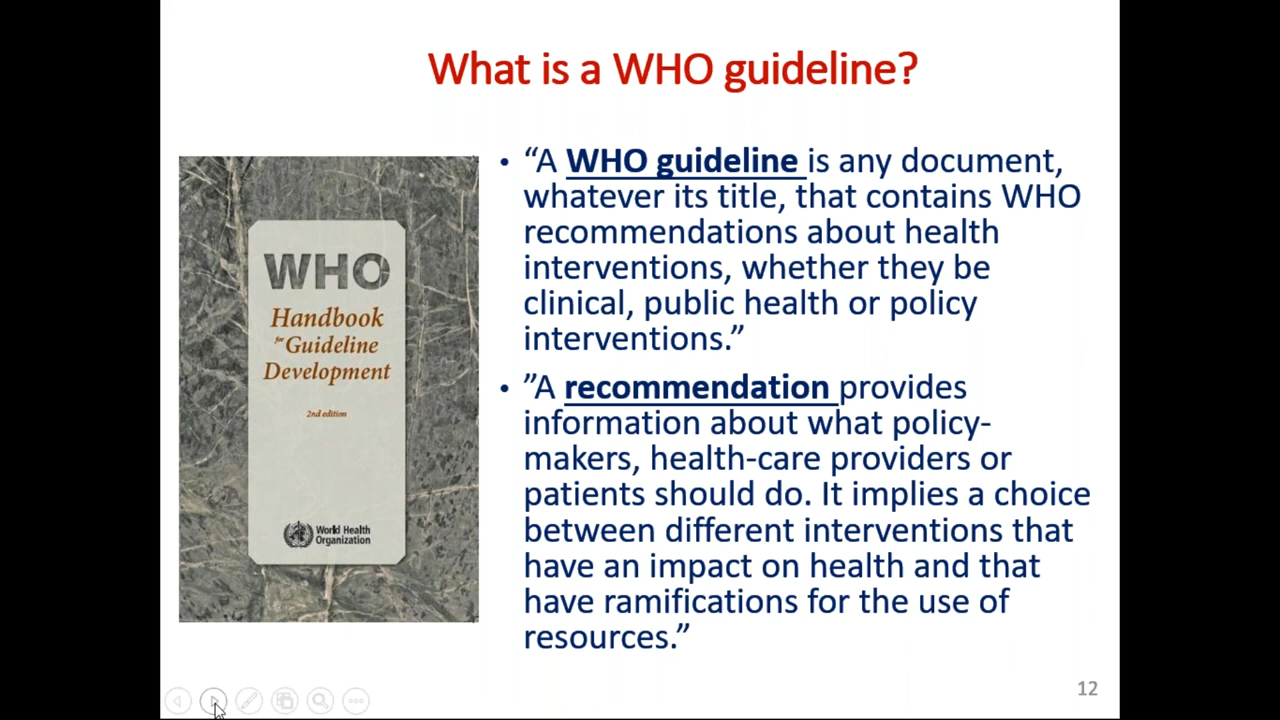 What is a WHO guideline?
WHO
Handbook
for Guideline
Development
2nd edition
World Health
Organization
• “A WHO guideline is any document,
whatever its title, that contains WHO
recommendations about health
interventions, whether they be
clinical, public health or policy
interventions.”
• ”A recommendation provides
information about what policy-
makers, health-care providers or
patients should do. It implies a choice
between different interventions that
have an impact on health and that
have ramifications for the use of
resources.”
12